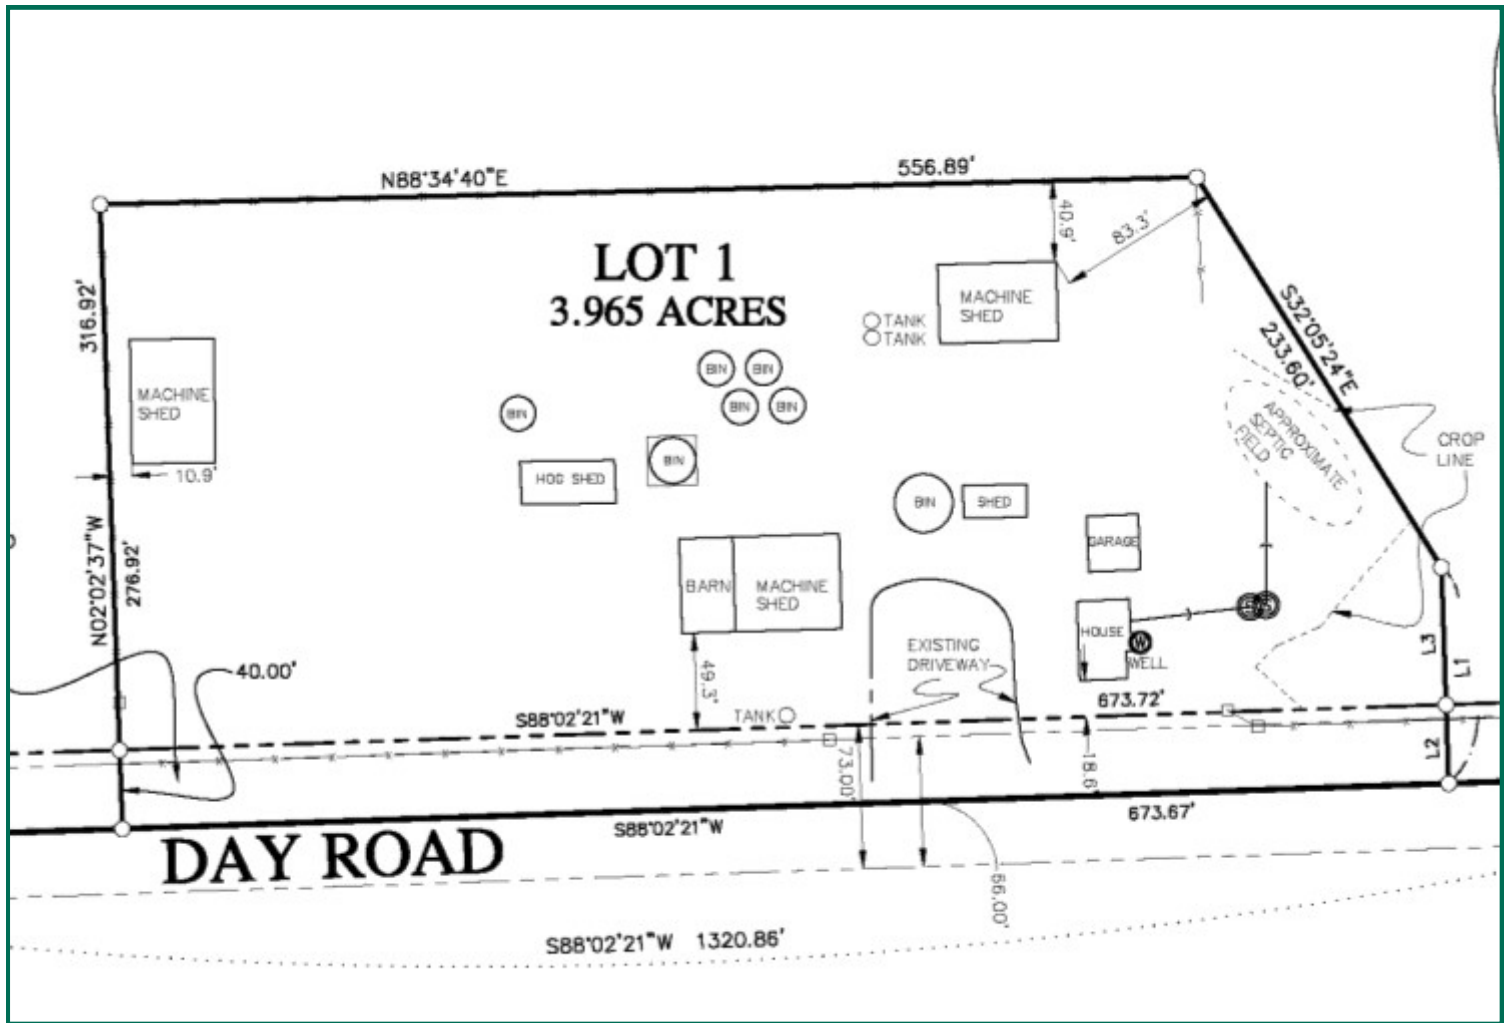 N88°34'40"E
556.89'
LOT 1
3.965 ACRES
40.9'
83.3'
316.92'
S32°05'24"E
233.60'
MACHINE
SHED
TANK
TANK
MACHINE
SHED
BIN
BIN
BIN
BIN
BIN
APPROXIMATE
SEPTIC
FIELD
CROP
LINE
10.9'
HOG SHED
BIN
BIN
SHED
GARAGE
N02°02'37"W
276.92'
BARN
MACHINE
SHED
HOUSE
W
WELL
S
EXISTING
DRIVEWAY
L3
L1
40.00'
49.3'
TANK
S88°02'21"W
673.72'
73.00'
18.6'
L2
S88°02'21"W
673.67'
DAY ROAD
66.00'
S88°02'21"W 1320.86'